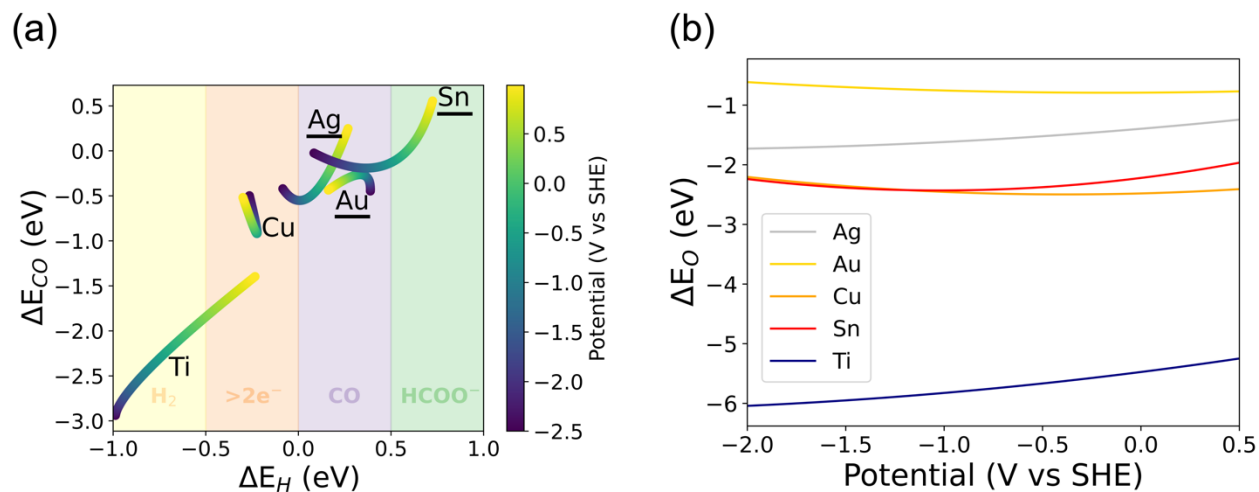 (a)
(b)
0.5
0.0
−0.5
−1.0
−1.5
−2.0
−2.5
−3.0
ΔE_CO (eV)
Sn
Ag
Au
Cu
Ti
H₂
>2e⁻
CO
HCOO⁻
−1.0 −0.5 0.0 0.5 1.0
ΔE_H (eV)
0.5
0.0
−0.5
−1.0
−1.5
−2.0
−2.5
Potential (V vs SHE)
−1
−2
−3
−4
−5
−6
ΔE_O (eV)
Ag
Au
Cu
Sn
Ti
−2.0 −1.5 −1.0 −0.5 0.0 0.5
Potential (V vs SHE)